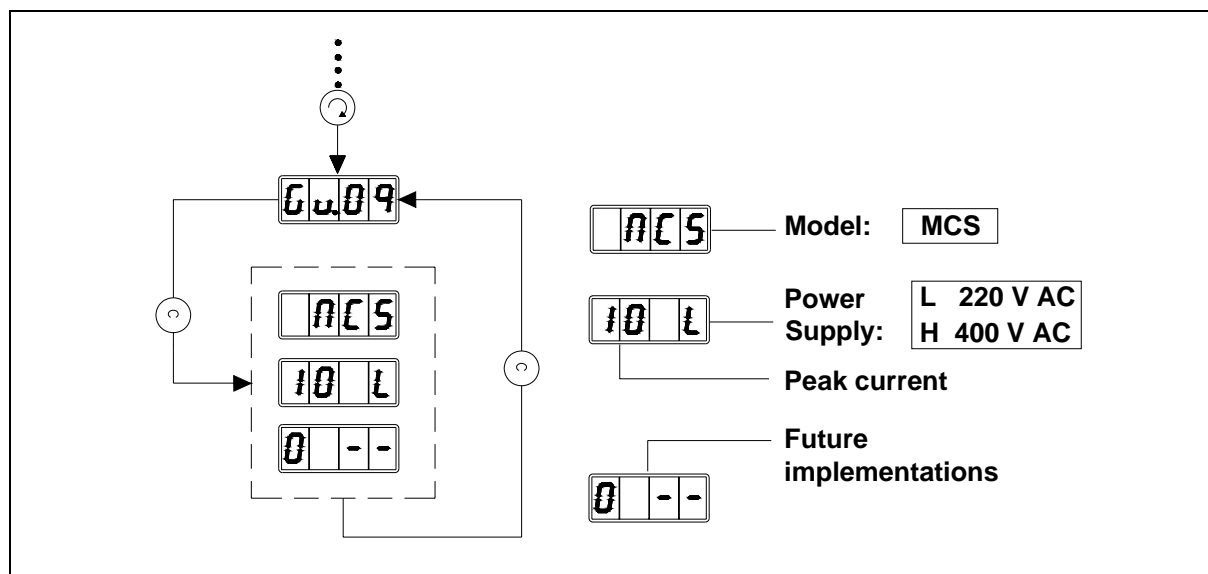 Gu.09
MCS
10 L
0 --
MCS
Model: MCS
10 L
Power Supply:
L 220 V AC
H 400 V AC
Peak current
Future
implementations
0 --